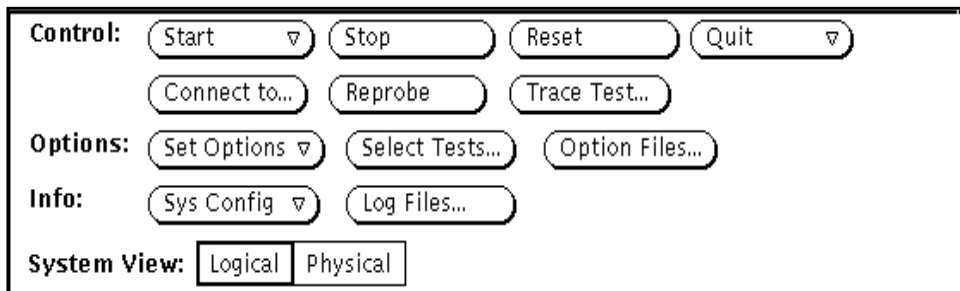 Control: Start Stop Reset Quit
Connect to... Reprobe Trace Test...
Options: Set Options Select Tests... Option Files...
Info: Sys Config Log Files...
System View: Logical Physical